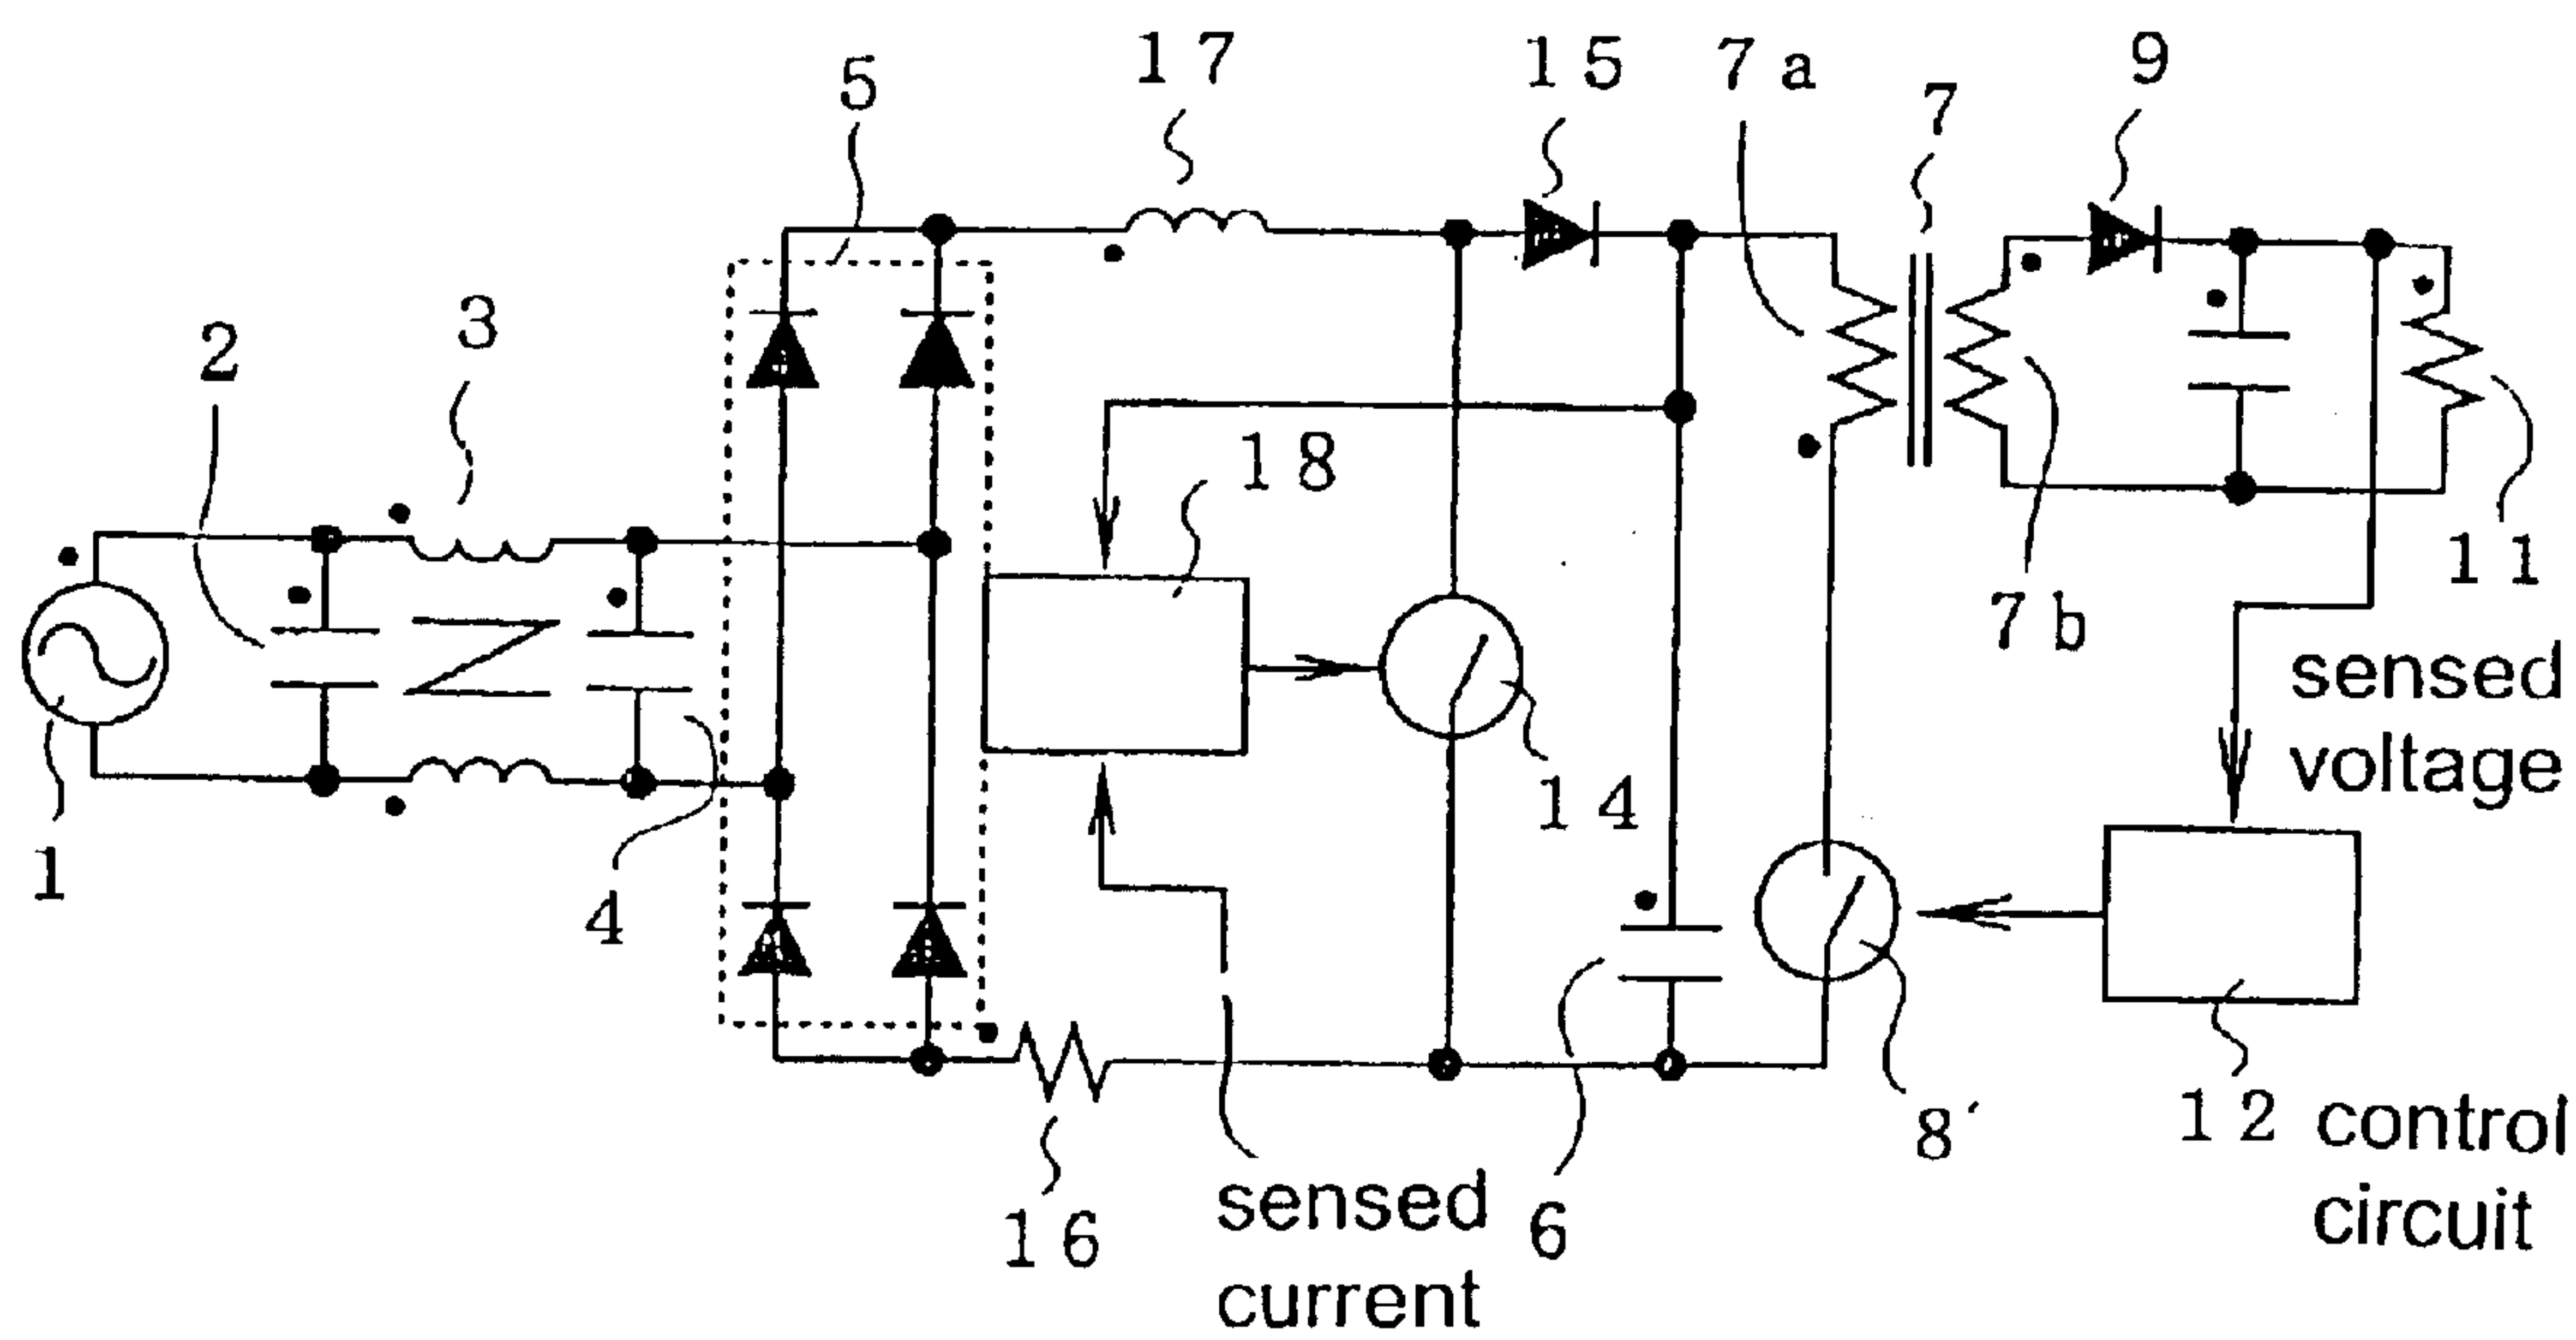 17
15
7a
7
9
5
3
2
18
11
7b
sensed
voltage
14
1
4
8′
12 control
circuit
16
sensed
current
6